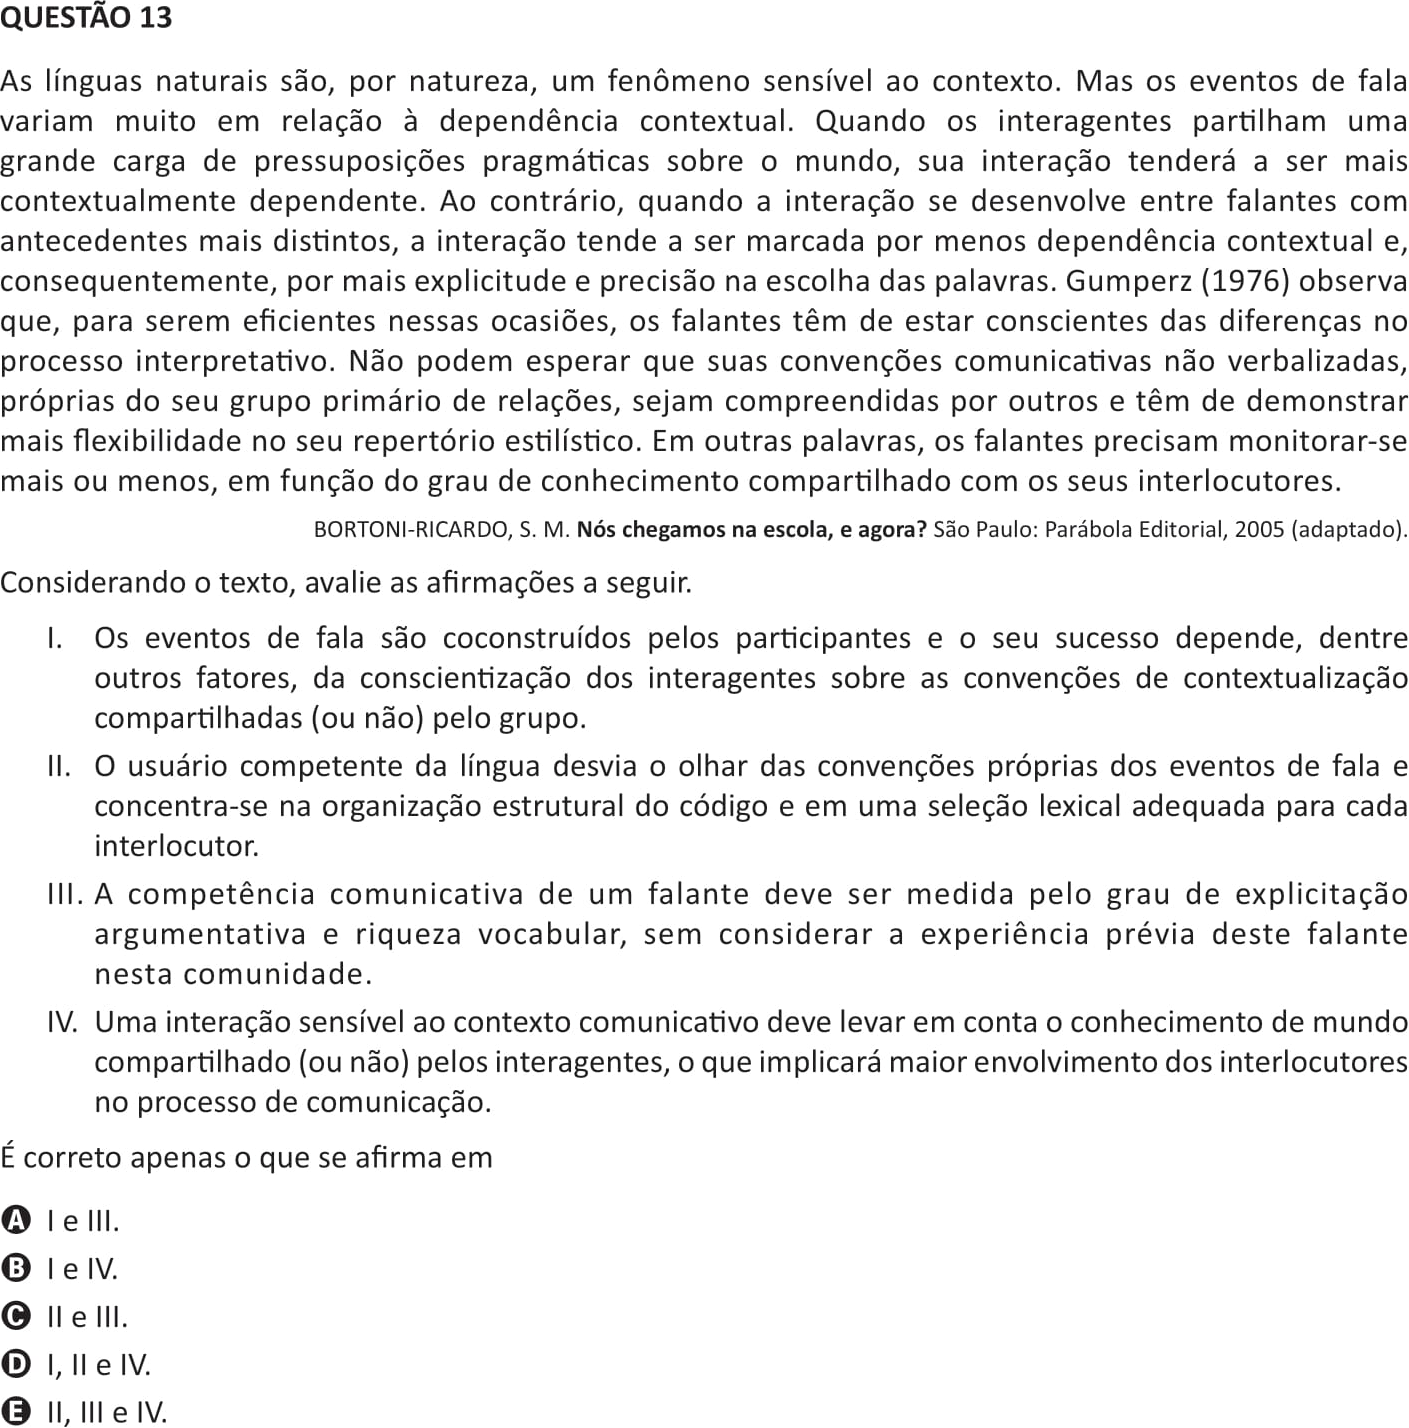 QUESTÃO 13
As línguas naturais são, por natureza, um fenômeno sensível ao contexto. Mas os eventos de fala
variam muito em relação à dependência contextual. Quando os interagentes partilham uma
grande carga de pressuposições pragmáticas sobre o mundo, sua interação tenderá a ser mais
contextualmente dependente. Ao contrário, quando a interação se desenvolve entre falantes com
antecedentes mais distintos, a interação tende a ser marcada por menos dependência contextual e,
consequentemente, por mais explicitude e precisão na escolha das palavras. Gumperz (1976) observa
que, para serem eficientes nessas ocasiões, os falantes têm de estar conscientes das diferenças no
processo interpretativo. Não podem esperar que suas convenções comunicativas não verbalizadas,
próprias do seu grupo primário de relações, sejam compreendidas por outros e têm de demonstrar
mais flexibilidade no seu repertório estilístico. Em outras palavras, os falantes precisam monitorar-se
mais ou menos, em função do grau de conhecimento compartilhado com os seus interlocutores.
BORTONI-RICARDO, S. M. Nós chegamos na escola, e agora? São Paulo: Parábola Editorial, 2005 (adaptado).
Considerando o texto, avalie as afirmações a seguir.
I. Os eventos de fala são coconstruídos pelos participantes e o seu sucesso depende, dentre
outros fatores, da conscientização dos interagentes sobre as convenções de contextualização
compartilhadas (ou não) pelo grupo.
II. O usuário competente da língua desvia o olhar das convenções próprias dos eventos de fala e
concentra-se na organização estrutural do código e em uma seleção lexical adequada para cada
interlocutor.
III. A competência comunicativa de um falante deve ser medida pelo grau de explicitação
argumentativa e riqueza vocabular, sem considerar a experiência prévia deste falante
nesta comunidade.
IV. Uma interação sensível ao contexto comunicativo deve levar em conta o conhecimento de mundo
compartilhado (ou não) pelos interagentes, o que implicará maior envolvimento dos interlocutores
no processo de comunicação.
É correto apenas o que se afirma em
A I e III.
B I e IV.
C II e III.
D I, II e IV.
E II, III e IV.